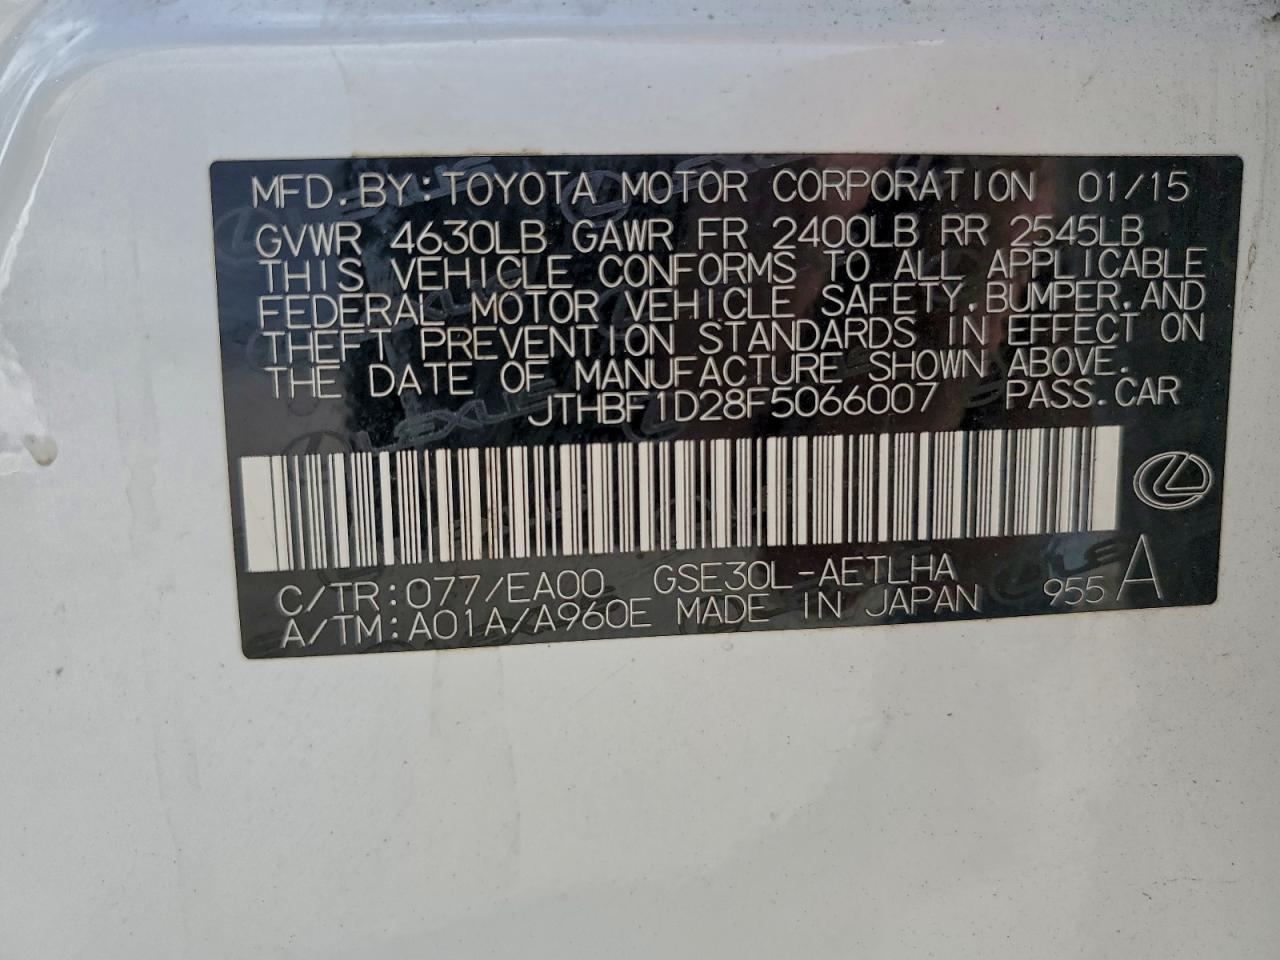 MFD. BY: TOYOTA MOTOR CORPORATION 01/15
GVWR 4630LB GAWR FR 2400LB RR 2545LB
THIS VEHICLE CONFORMS TO ALL APPLICABLE
FEDERAL MOTOR VEHICLE SAFETY, BUMPER, AND
THEFT PREVENTION STANDARDS IN EFFECT ON
THE DATE OF MANUFACTURE SHOWN ABOVE.
JTHBF1D28F5066007 PASS. CAR
C/TR: 077/EA00 GSE30L-AETLHA
A/TM: A01A/A960E MADE IN JAPAN 955 A